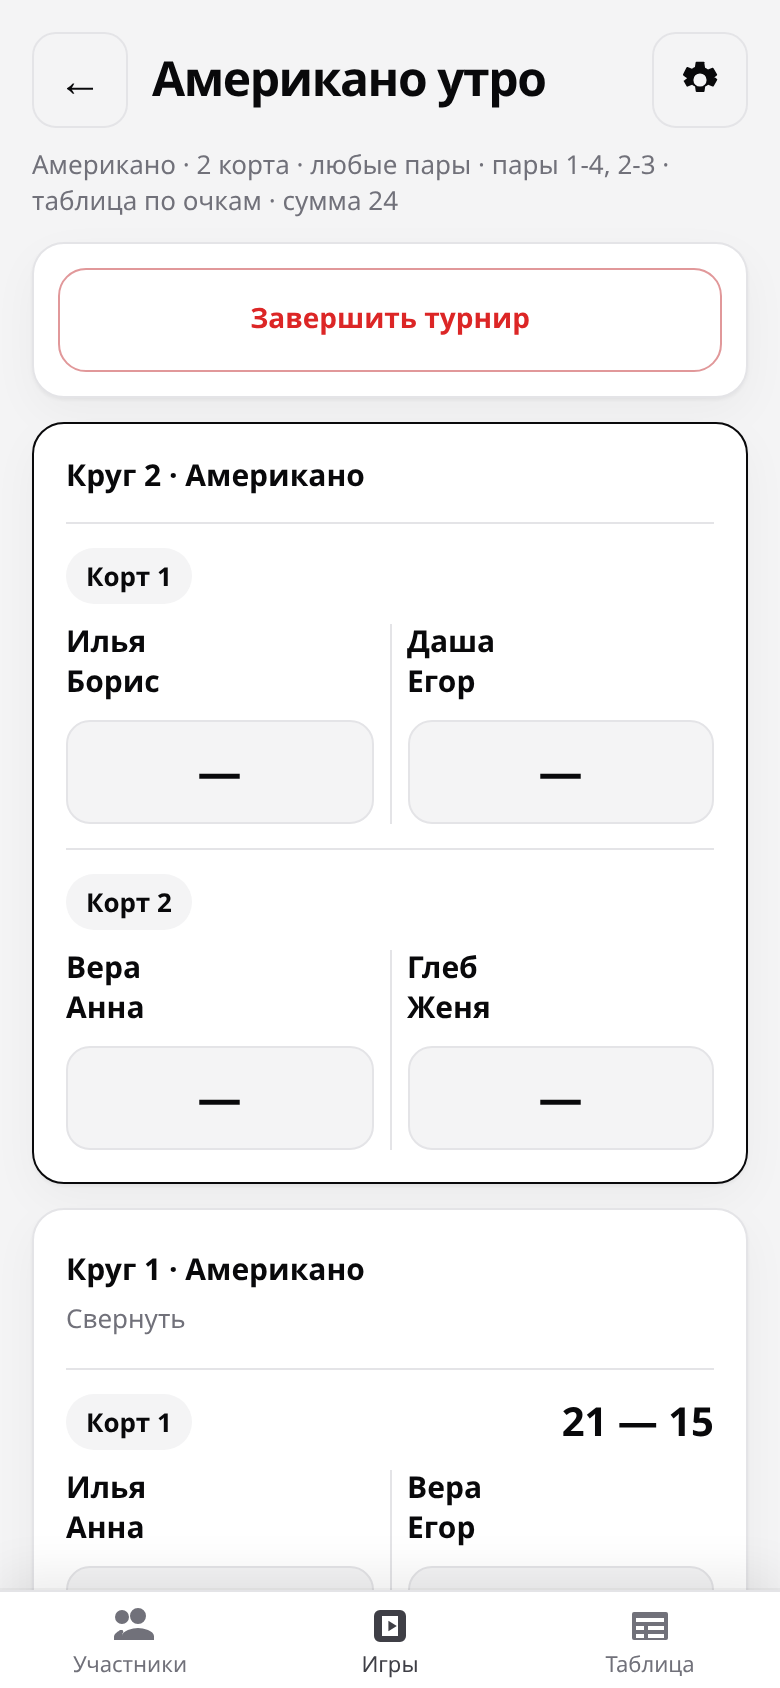 ← Американо утро
Американо · 2 корта · любые пары · пары 1-4, 2-3 ·
таблица по очкам · сумма 24
Завершить турнир
Круг 2 · Американо
Корт 1
Илья
Борис
Даша
Егор
—
—
Корт 2
Вера
Анна
Глеб
Женя
—
—
Круг 1 · Американо
Свернуть
Корт 1
21 — 15
Илья
Анна
Вера
Егор
Участники
Игры
Таблица